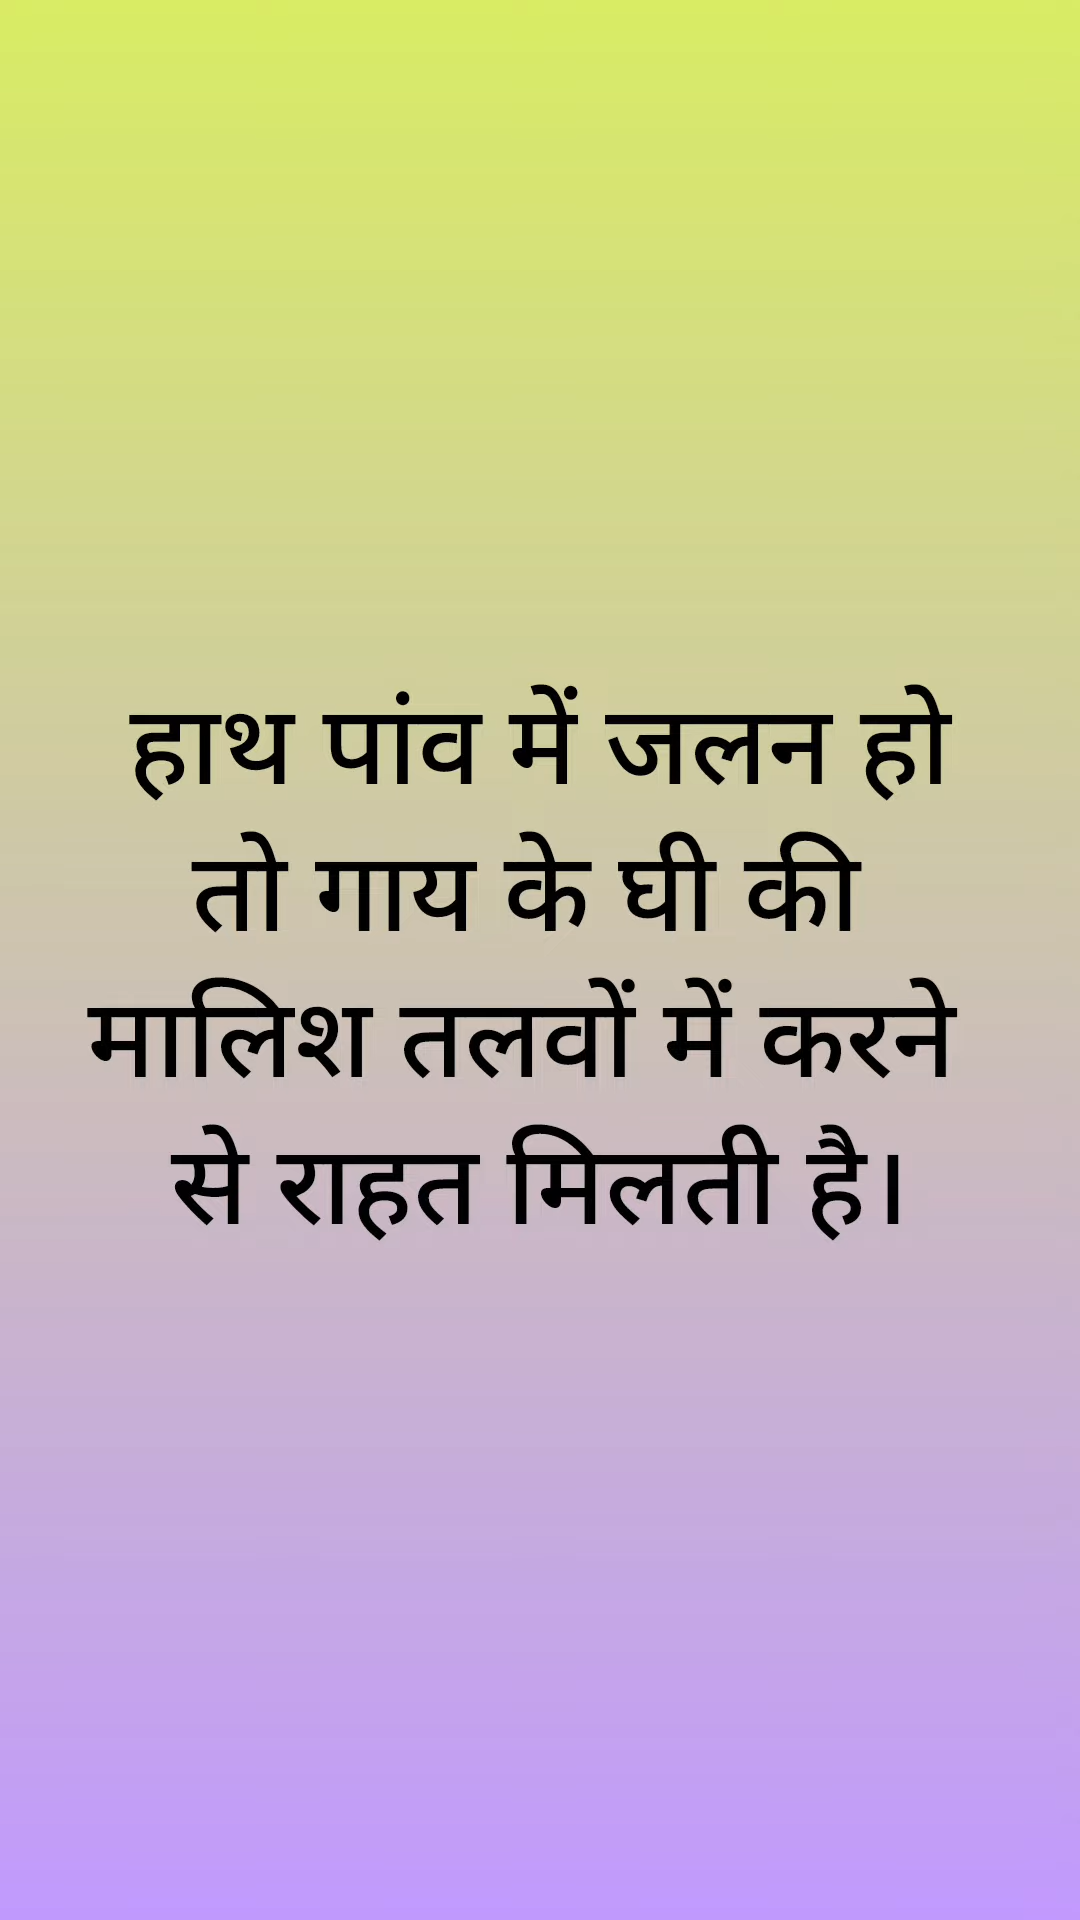 हाथ पांव में जलन हो
तो गाय के घी की
मालिश तलवों में करने
से राहत मिलती है।